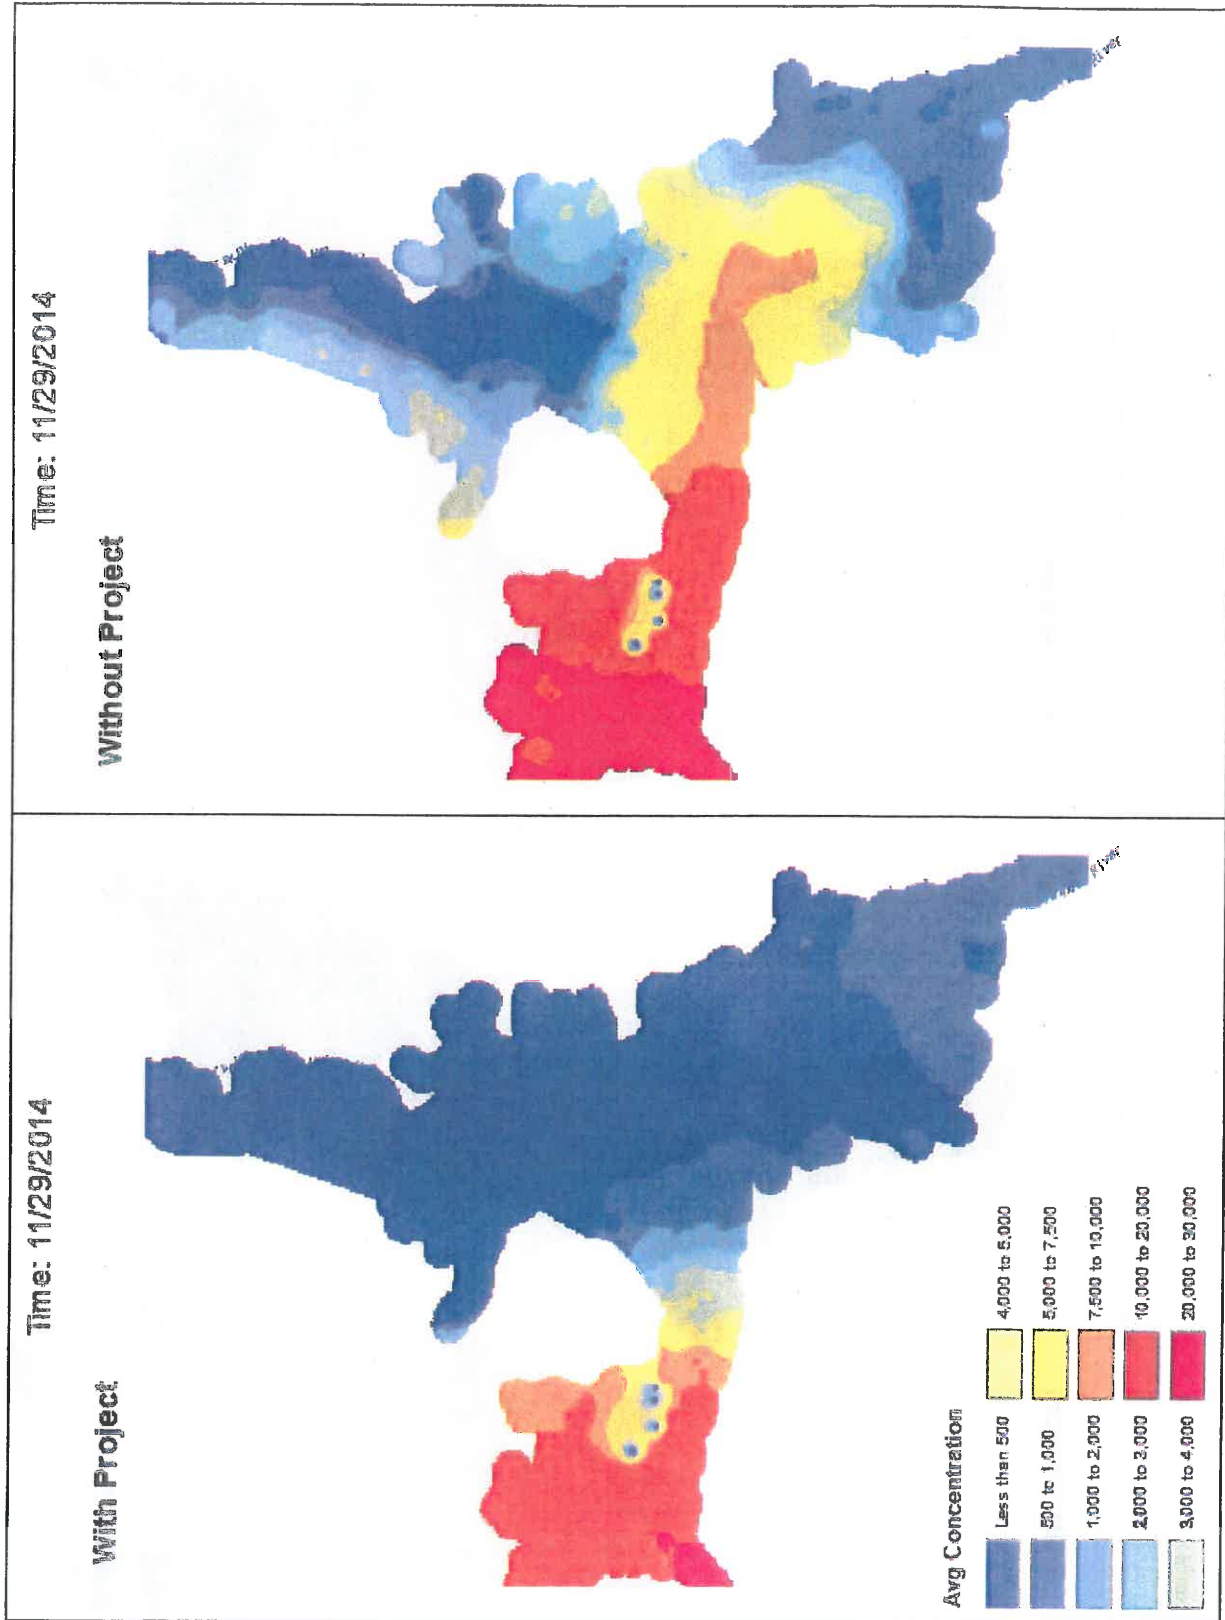 Time: 11/29/2014
With Project
River
Avg Concentration
Less than 500
500 to 1,000
1,000 to 2,000
2,000 to 3,000
3,000 to 4,000
4,000 to 5,000
5,000 to 7,500
7,500 to 10,000
10,000 to 20,000
20,000 to 30,000
Time: 11/29/2014
Without Project
River